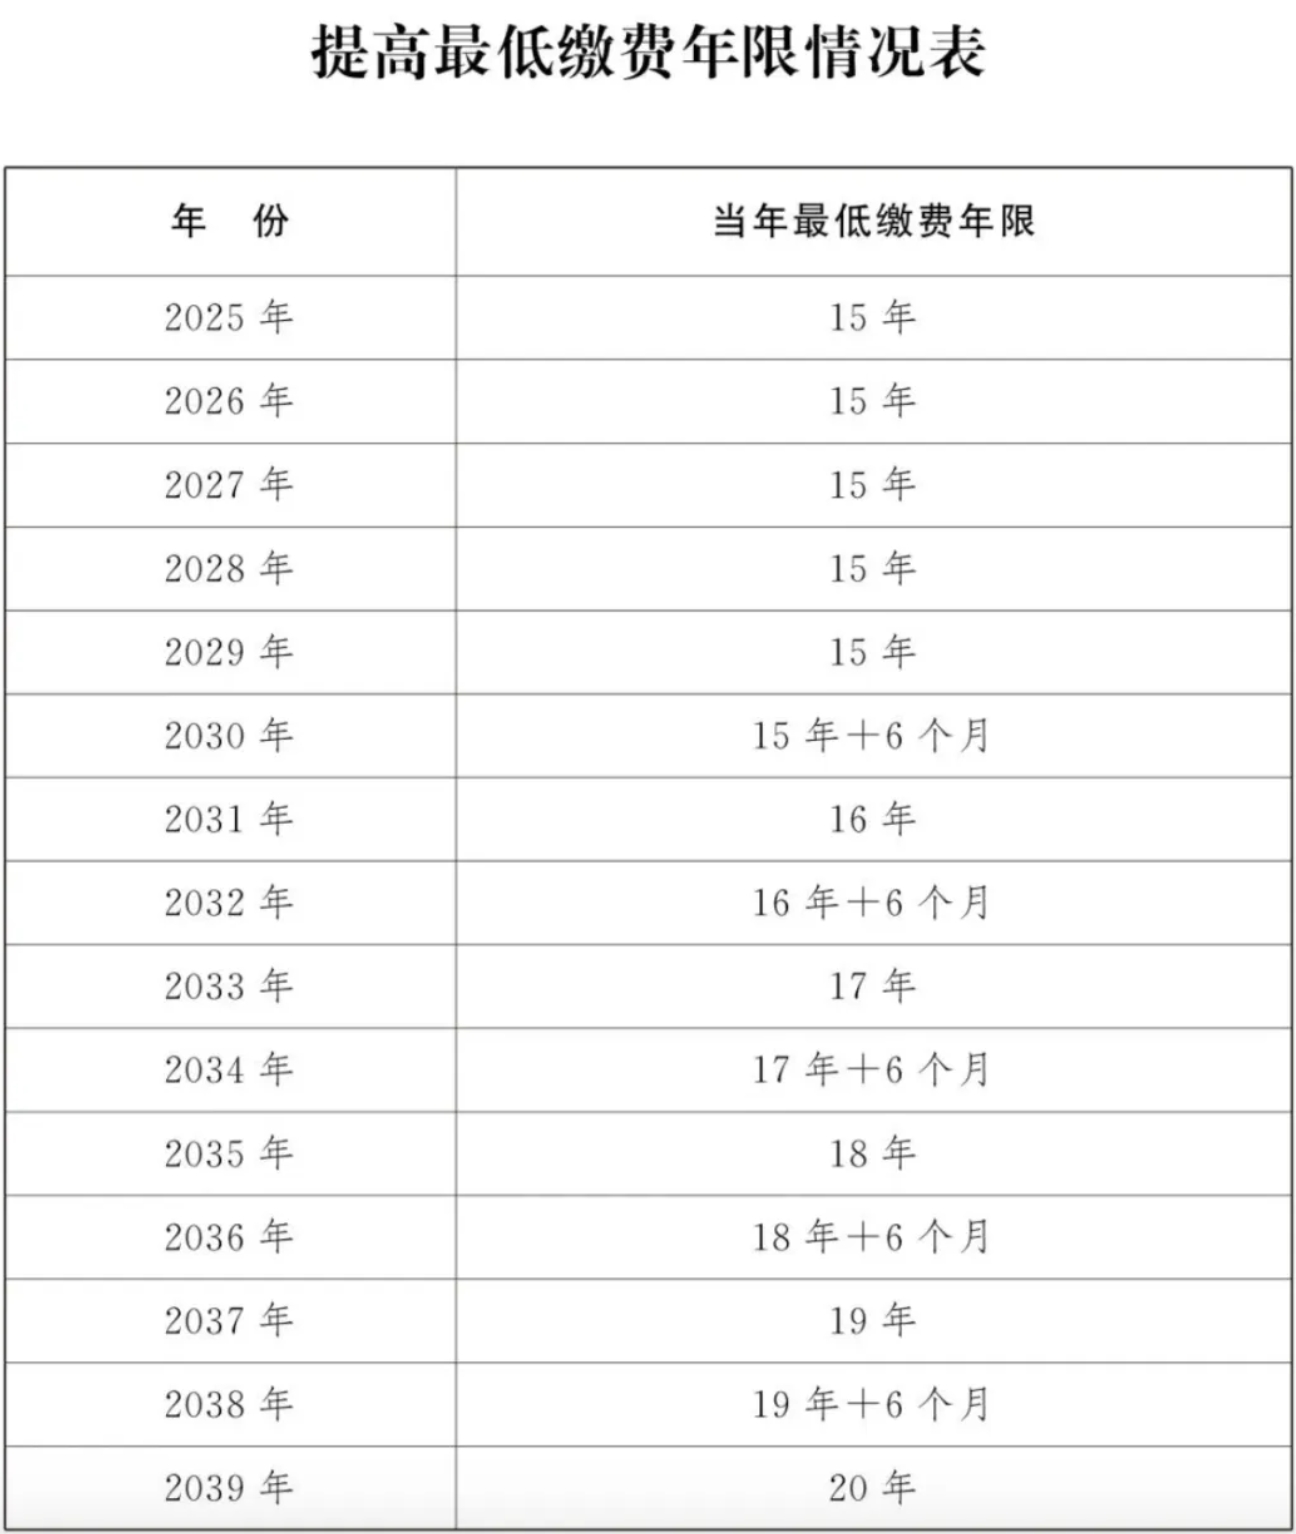 提高最低缴费年限情况表
年 份 当年最低缴费年限
2025 年 15 年
2026 年 15 年
2027 年 15 年
2028 年 15 年
2029 年 15 年
2030 年 15 年＋6 个月
2031 年 16 年
2032 年 16 年＋6 个月
2033 年 17 年
2034 年 17 年＋6 个月
2035 年 18 年
2036 年 18 年＋6 个月
2037 年 19 年
2038 年 19 年＋6 个月
2039 年 20 年